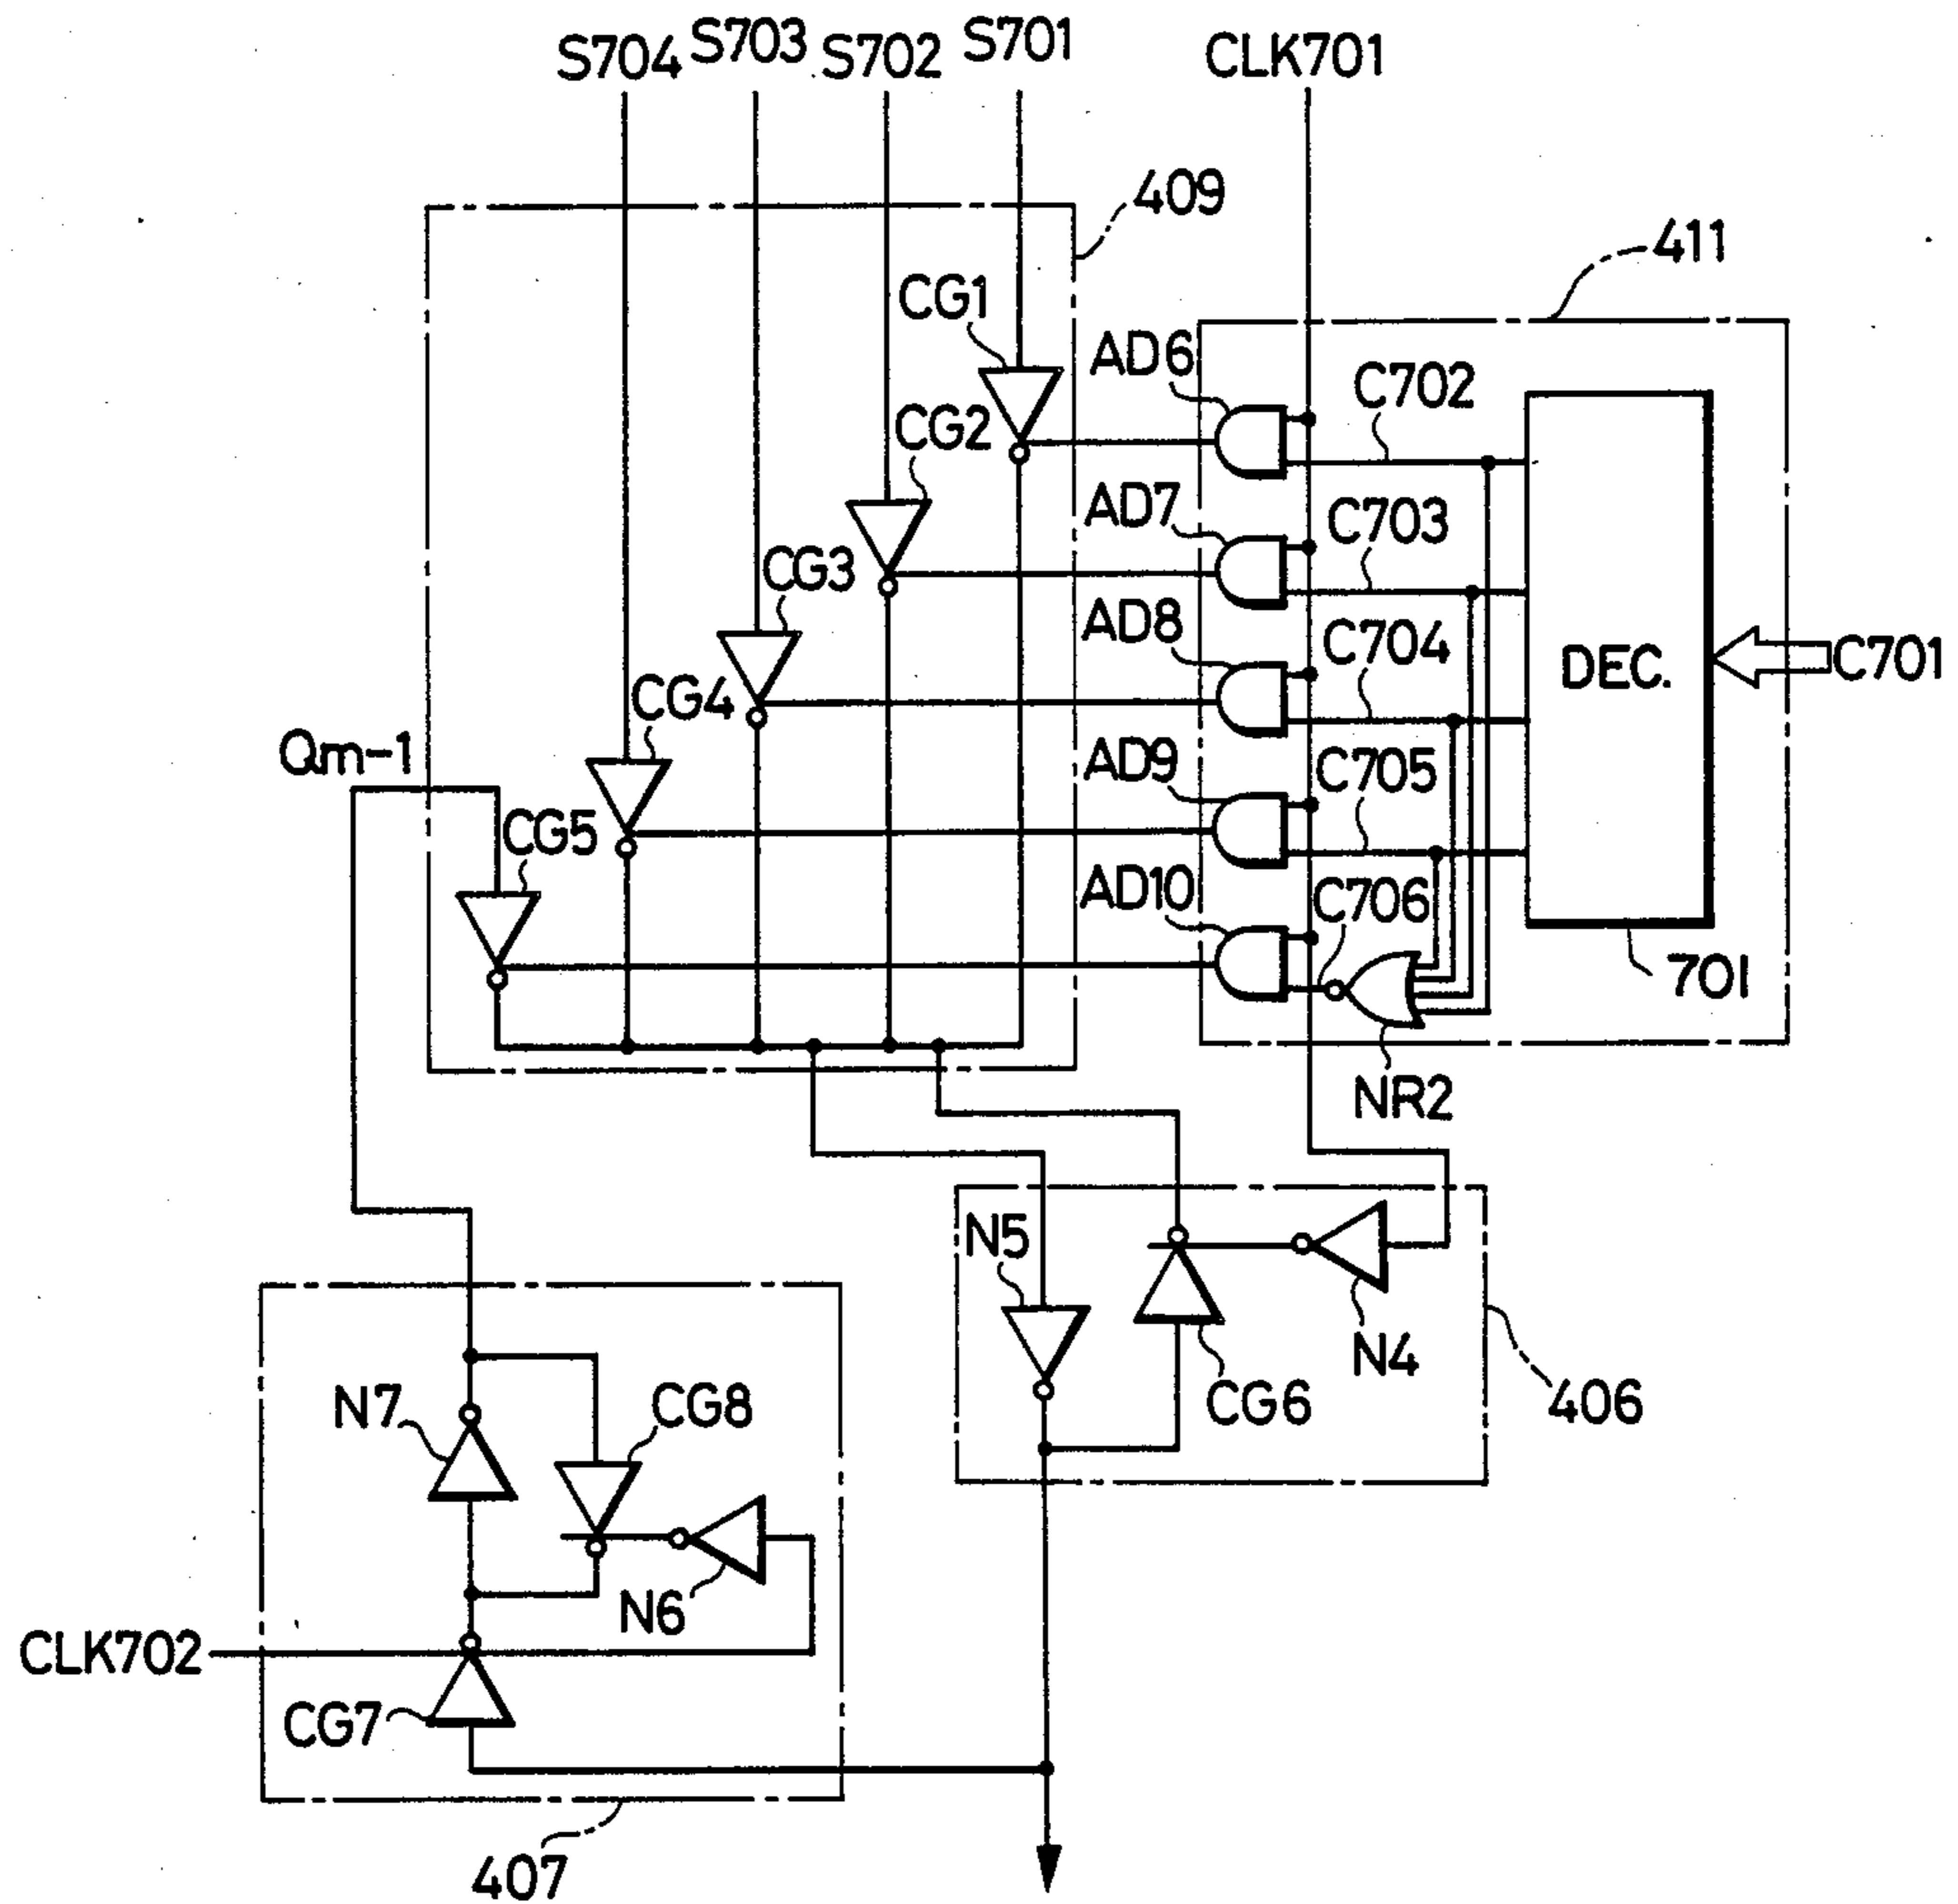 S704 S703 S702 S701 CLK701
409
411
CG1
AD6
C702
CG2
AD7
C703
CG3
AD8
C704
DEC.
C701
CG4
Qm-1
AD9
C705
CG5
AD10
C706
701
NR2
N5
N4
CG6
406
N7
CG8
N6
CLK702
CG7
407